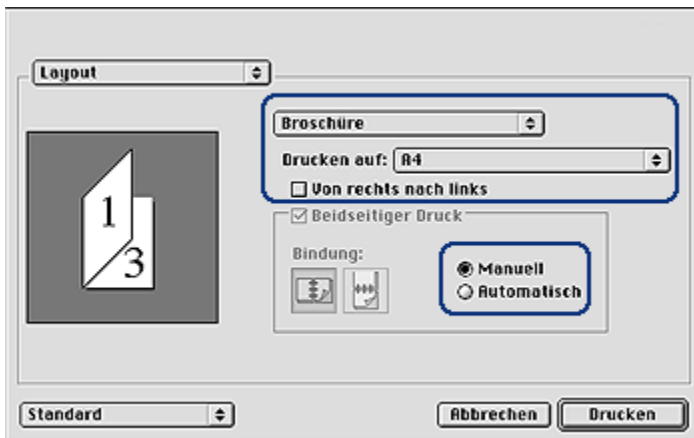 Layout
Broschüre
Drucken auf: A4
Von rechts nach links
Beidseitiger Druck
1
3
Bindung:
Manuell
Automatisch
Standard
Abbrechen
Drucken